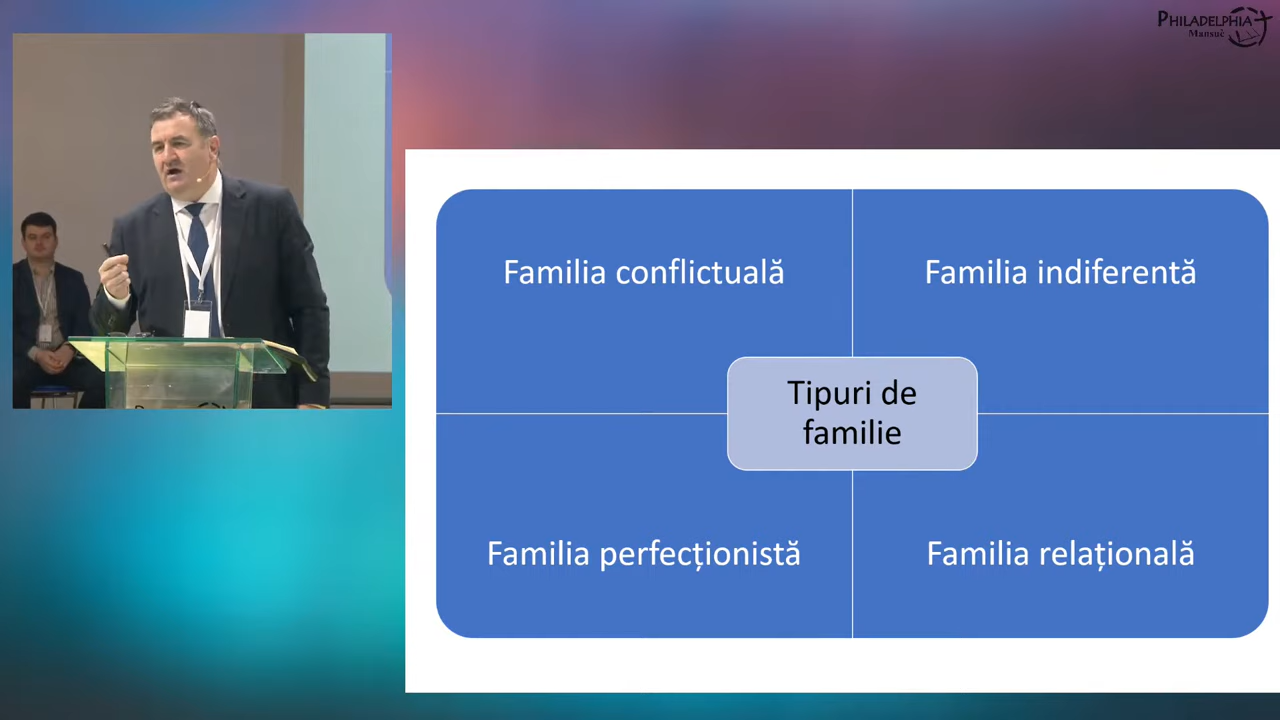 PHILADELPHIA
Mansuè
Familia conflictuală
Familia indiferentă
Tipuri de
familie
Familia perfecționistă
Familia relațională